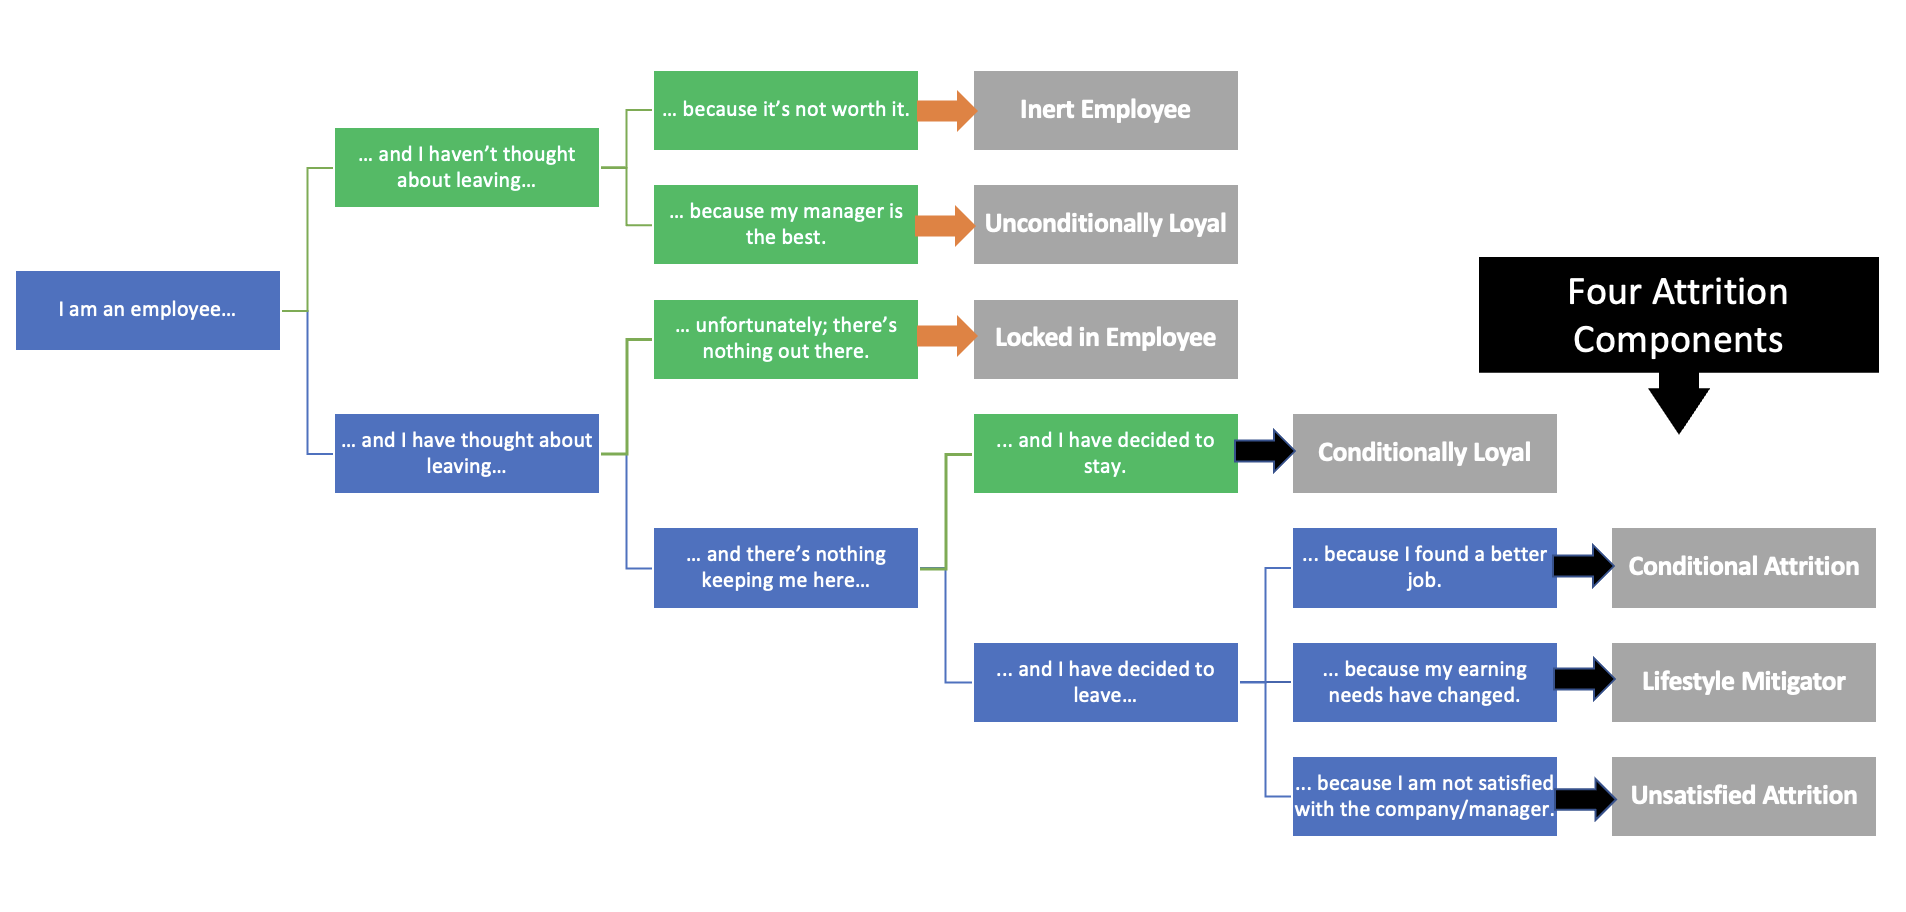 … because it’s not worth it.
Inert Employee
… and I haven’t thought
about leaving…
… because my manager is
the best.
Unconditionally Loyal
I am an employee…
… unfortunately; there’s
nothing out there.
Locked in Employee
Four Attrition
Components
… and I have thought about
leaving…
… and I have decided to
stay.
Conditionally Loyal
… and there’s nothing
keeping me here…
… because I found a better
job.
Conditional Attrition
… and I have decided to
leave…
… because my earning
needs have changed.
Lifestyle Mitigator
… because I am not satisfied
with the company/manager.
Unsatisfied Attrition